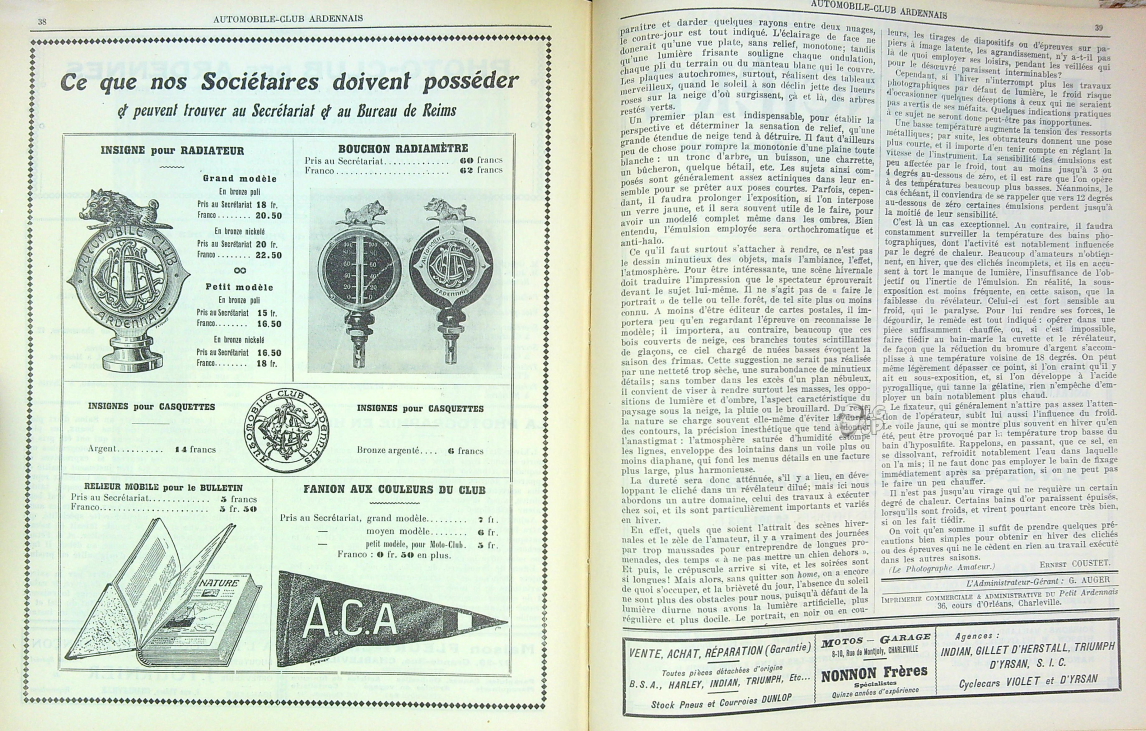 38
AUTOMOBILE-CLUB ARDENNAIS
Ce que nos Sociétaires doivent posséder
& peuvent trouver au Secrétariat & au Bureau de Reims
INSIGNE pour RADIATEUR
Grand modèle
En bronze poli
Pris au Secrétariat 18 fr.
Franco........ 20.50
En bronze nickelé
Pris au Secrétariat 20 fr.
Franco........ 22.50
Petit modèle
En bronze poli
Pris au Secrétariat 15 fr.
Franco........ 16.50
En bronze nickelé
Pris au Secrétariat 16.50
Franco........ 18 fr.
AUTOMOBILE CLUB
ARDENNAIS
BOUCHON RADIAMÈTRE
Pris au Secrétariat.............. 60 francs
Franco........................ 62 francs
INSIGNES pour CASQUETTES
Argent....... 14 francs
AUTOMOBILE CLUB ARDENNAIS
INSIGNES pour CASQUETTES
Bronze argenté.... 6 francs
RELIEUR MOBILE pour le BULLETIN
Pris au Secrétariat.............. 5 francs
Franco........................ 5 fr. 50
NATURE
FANION AUX COULEURS DU CLUB
Pris au Secrétariat, grand modèle........ 7 fr.
— moyen modèle........ 6 fr.
— petit modèle, pour Moto-Club. 5 fr.
Franco : 0 fr. 50 en plus.
A.C.A
AUTOMOBILE-CLUB ARDENNAIS
39
paraître et darder quelques rayons entre deux nuages,
le contre-jour est tout indiqué. L'éclairage de face ne
donerait qu'une vue plate, sans relief, monotone; tandis
qu'une lumière frisante souligne chaque ondulation,
chaque pli du terrain ou du manteau blanc qui le couvre.
Les plaques autochromes, surtout, réalisent des tableaux
merveilleux, quand le soleil à son déclin jette des lueurs
roses sur la neige d'où surgissent, çà et là, des arbres
restés verts.
Un premier plan est indispensable, pour établir la
perspective et déterminer la sensation de relief, qu'une
grande étendue de neige tend à détruire. Il faut d'ailleurs
peu de chose pour rompre la monotonie d'une plaine toute
blanche : un tronc d'arbre, un buisson, une charrette,
un bûcheron, quelque bétail, etc. Les sujets ainsi com-
posés sont généralement assez actiniques dans leur en-
semble pour se prêter aux poses courtes. Parfois, cepen-
dant, il faudra prolonger l'exposition, si l'on interpose
un verre jaune, et il sera souvent utile de le faire, pour
avoir un modelé complet même dans les ombres. Bien
entendu, l'émulsion employée sera orthochromatique et
anti-halo.
Ce qu'il faut surtout s'attacher à rendre, ce n'est pas
le dessin minutieux des objets, mais l'ambiance, l'effet,
l'atmosphère. Pour être intéressante, une scène hivernale
doit traduire l'impression que le spectateur éprouverait
devant le sujet lui-même. Il ne s'agit pas de « faire le
portrait » de telle ou telle forêt, de tel site plus ou moins
connu. A moins d'être éditeur de cartes postales, il im-
portera peu qu'en regardant l'épreuve on reconnaisse le
modèle; il importera, au contraire, beaucoup que ces
bois couverts de neige, ces branches toutes scintillantes
de glaçons, ce ciel chargé de nuées basses évoquent la
saison des frimas. Cette suggestion ne serait pas réalisée
par une netteté trop sèche, une surabondance de minutieux
détails; sans tomber dans les excès d'un plan nébuleux,
il convient de viser à rendre surtout les masses, les oppo-
sitions de lumière et d'ombre, l'aspect caractéristique du
paysage sous la neige, la pluie ou le brouillard. Du
la nature se charge souvent elle-même d'éviter
des contours, la précision inesthétique que tend à
l'anastigmat : l'atmosphère saturée d'humidité estompe
les lignes, enveloppe des lointains dans un voile plus ou
moins diaphane, qui fond les menus détails en une facture
plus large, plus harmonieuse.
La dureté sera donc atténuée, s'il y a lieu, en déve-
loppant le cliché dans un révélateur dilué; mais ici nous
abordons un autre domaine, celui des travaux à exécuter
chez soi, et ils sont particulièrement importants et variés
en hiver.
En effet, quels que soient l'attrait des scènes hiver-
nales et le zèle de l'amateur, il y a vraiment des journées
par trop maussades pour entreprendre de longues pro-
menades, des temps « à ne pas mettre un chien dehors ».
Et puis, le crépuscule arrive si vite, et les soirées sont
si longues! Mais alors, sans quitter son home, on a encore
de quoi s'occuper, et la brièveté du jour, l'absence du soleil
ne sont plus des obstacles pour nous, puisqu'à défaut de la
lumière diurne nous avons la lumière artificielle, plus
régulière et plus docile. Le portrait, en noir ou en cou-
leurs, les tirages de diapositifs ou d'épreuves sur pa-
piers à image latente, les agrandissement, n'y a-t-il pas
là de quoi employer ses loisirs, pendant les veillées qui
pour le désœuvré paraissent interminables?
Cependant, si l'hiver n'interrompt plus les travaux
photographiques par défaut de lumière, le froid risque
d'occasionner quelques déceptions à ceux qui ne seraient
pas avertis de ses méfaits. Quelques indications pratiques
à ce sujet ne seront donc peut-être pas inopportunes.
Une basse température augmente la tension des ressorts
métalliques; par suite, les obturateurs donnent une pose
plus courte, et il importe d'en tenir compte en réglant la
vitesse de l'instrument. La sensibilité des émulsions est
peu affectée par le froid, tout au moins jusqu'à 3 ou
4 degrés au-dessous de zéro, et il est rare que l'on opère
à des températures beaucoup plus basses. Néanmoins, le
cas échéant, il conviendra de se rappeler que vers 12 degrés
au-dessous de zéro certaines émulsions perdent jusqu'à
la moitié de leur sensibilité.
C'est là un cas exceptionnel. Au contraire, il faudra
constamment surveiller la température des bains pho-
tographiques, dont l'activité est notablement influencée
par le degré de chaleur. Beaucoup d'amateurs n'obtien-
nent, en hiver, que des clichés incomplets, et ils en accu-
sent à tort le manque de lumière, l'insuffisance de l'ob-
jectif ou l'inertie de l'émulsion. En réalité, la sous-
exposition est moins fréquente, en cette saison, que la
faiblesse du révélateur. Celui-ci est fort sensible au
froid, qui le paralyse. Pour lui rendre ses forces, le
dégourdir, le remède est tout indiqué : opérer dans une
pièce suffisamment chauffée, ou, si c'est impossible,
faire tiédir au bain-marie la cuvette et le révélateur,
de façon que la réduction du bromure d'argent s'accom-
plisse à une température voisine de 18 degrés. On peut
même légèrement dépasser ce point, si l'on craint qu'il y
ait eu sous-exposition, et, si l'on développe à l'acide
pyrogallique, qui tanne la gélatine, rien n'empêche d'em-
ployer un bain notablement plus chaud.
Le fixateur, qui généralement n'attire pas assez l'atten-
tion de l'opérateur, subit lui aussi l'influence du froid.
Le voile jaune, qui se montre plus souvent en hiver qu'en
été, peut être provoqué par la température trop basse du
bain d'hyposulfite. Rappelons, en passant, que ce sel, en
se dissolvant, refroidit notablement l'eau dans laquelle
on l'a mis; il ne faut donc pas employer le bain de fixage
immédiatement après sa préparation, si on ne peut pas
le faire un peu chauffer.
Il n'est pas jusqu'au virage qui ne requière un certain
degré de chaleur. Certains bains d'or paraissent épuisés,
lorsqu'ils sont froids, et virent pourtant encore très bien,
si on les fait tiédir.
On voit qu'en somme il suffit de prendre quelques pré-
cautions bien simples pour obtenir en hiver des clichés
ou des épreuves qui ne le cèdent en rien au travail exécuté
dans les autres saisons.
ERNEST COUSTET.
(Le Photographe Amateur.)
L'Administrateur-Gérant : G. AUGER
IMPRIMERIE COMMERCIALE & ADMINISTRATIVE DU Petit Ardennais
36, cours d'Orléans, Charleville.
VENTE, ACHAT, RÉPARATION (Garantie)
Toutes pièces détachées d'origine
B.S.A., HARLEY, INDIAN, TRIUMPH, Etc...
Stock Pneus et Courroies DUNLOP
MOTOS — GARAGE
8-10, Rue de Montjoly, CHARLEVILLE
NONNON Frères
Spécialistes
Quinze années d'expérience
Agences :
INDIAN, GILLET D'HERSTALL, TRIUMPH
D'YRSAN, S. I. C.
Cyclecars VIOLET et D'YRSAN